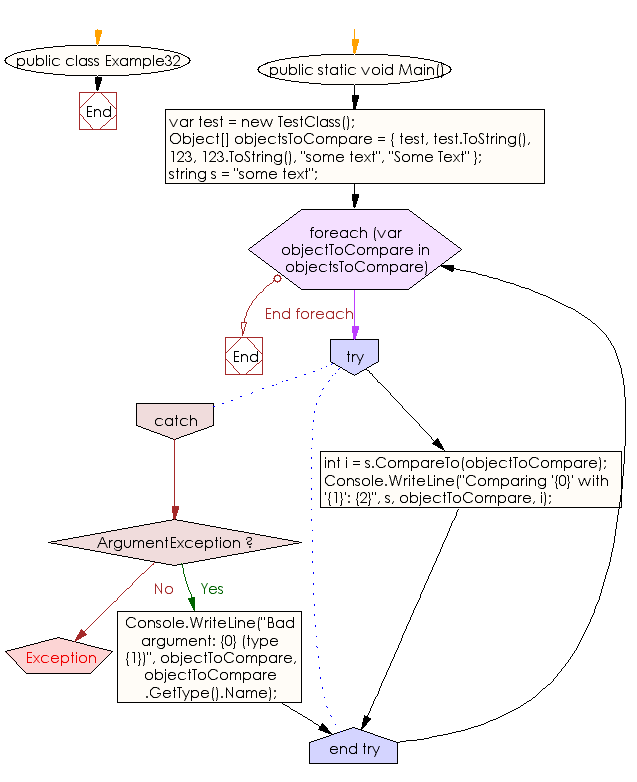 public class Example32
End
public static void Main()
var test = new TestClass();
Object[] objectsToCompare = { test, test.ToString(),
123, 123.ToString(), "some text", "Some Text" };
string s = "some text";
foreach (var
objectToCompare in
objectsToCompare)
End foreach
End
try
catch
int i = s.CompareTo(objectToCompare);
Console.WriteLine("Comparing '{0}' with
'{1}': {2}", s, objectToCompare, i);
ArgumentException ?
No
Yes
Exception
Console.WriteLine("Bad
argument: {0} (type
{1})", objectToCompare,
objectToCompare
.GetType().Name);
end try